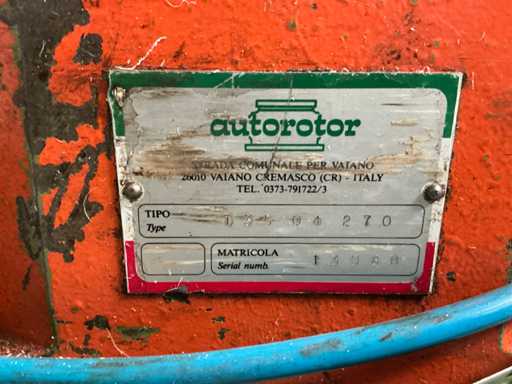 autorotor
STRADA COMUNALE PER VAIANO
26010 VAIANO CREMASCO (CR) - ITALY
TEL. 0373-791722/3
TIPO
Type
270
MATRICOLA
Serial numb.